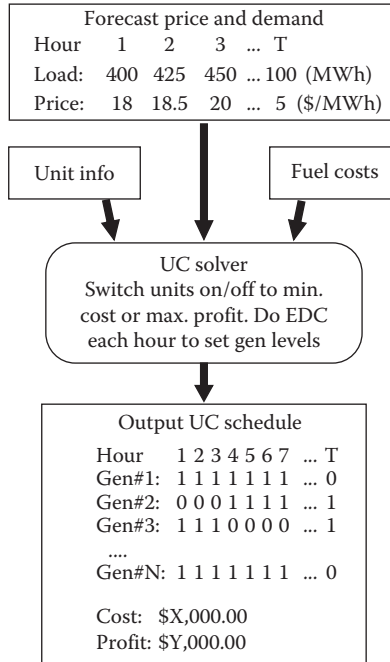 Forecast price and demand
Hour 1 2 3 ... T
Load: 400 425 450 ... 100 (MWh)
Price: 18 18.5 20 ... 5 ($/MWh)
Unit info
Fuel costs
UC solver
Switch units on/off to min.
cost or max. profit. Do EDC
each hour to set gen levels
Output UC schedule
Hour 1 2 3 4 5 6 7 ... T
Gen#1: 1 1 1 1 1 1 1 ... 0
Gen#2: 0 0 0 1 1 1 1 ... 1
Gen#3: 1 1 1 0 0 0 0 ... 1
....
Gen#N: 1 1 1 1 1 1 1 ... 0
Cost: $X,000.00
Profit: $Y,000.00